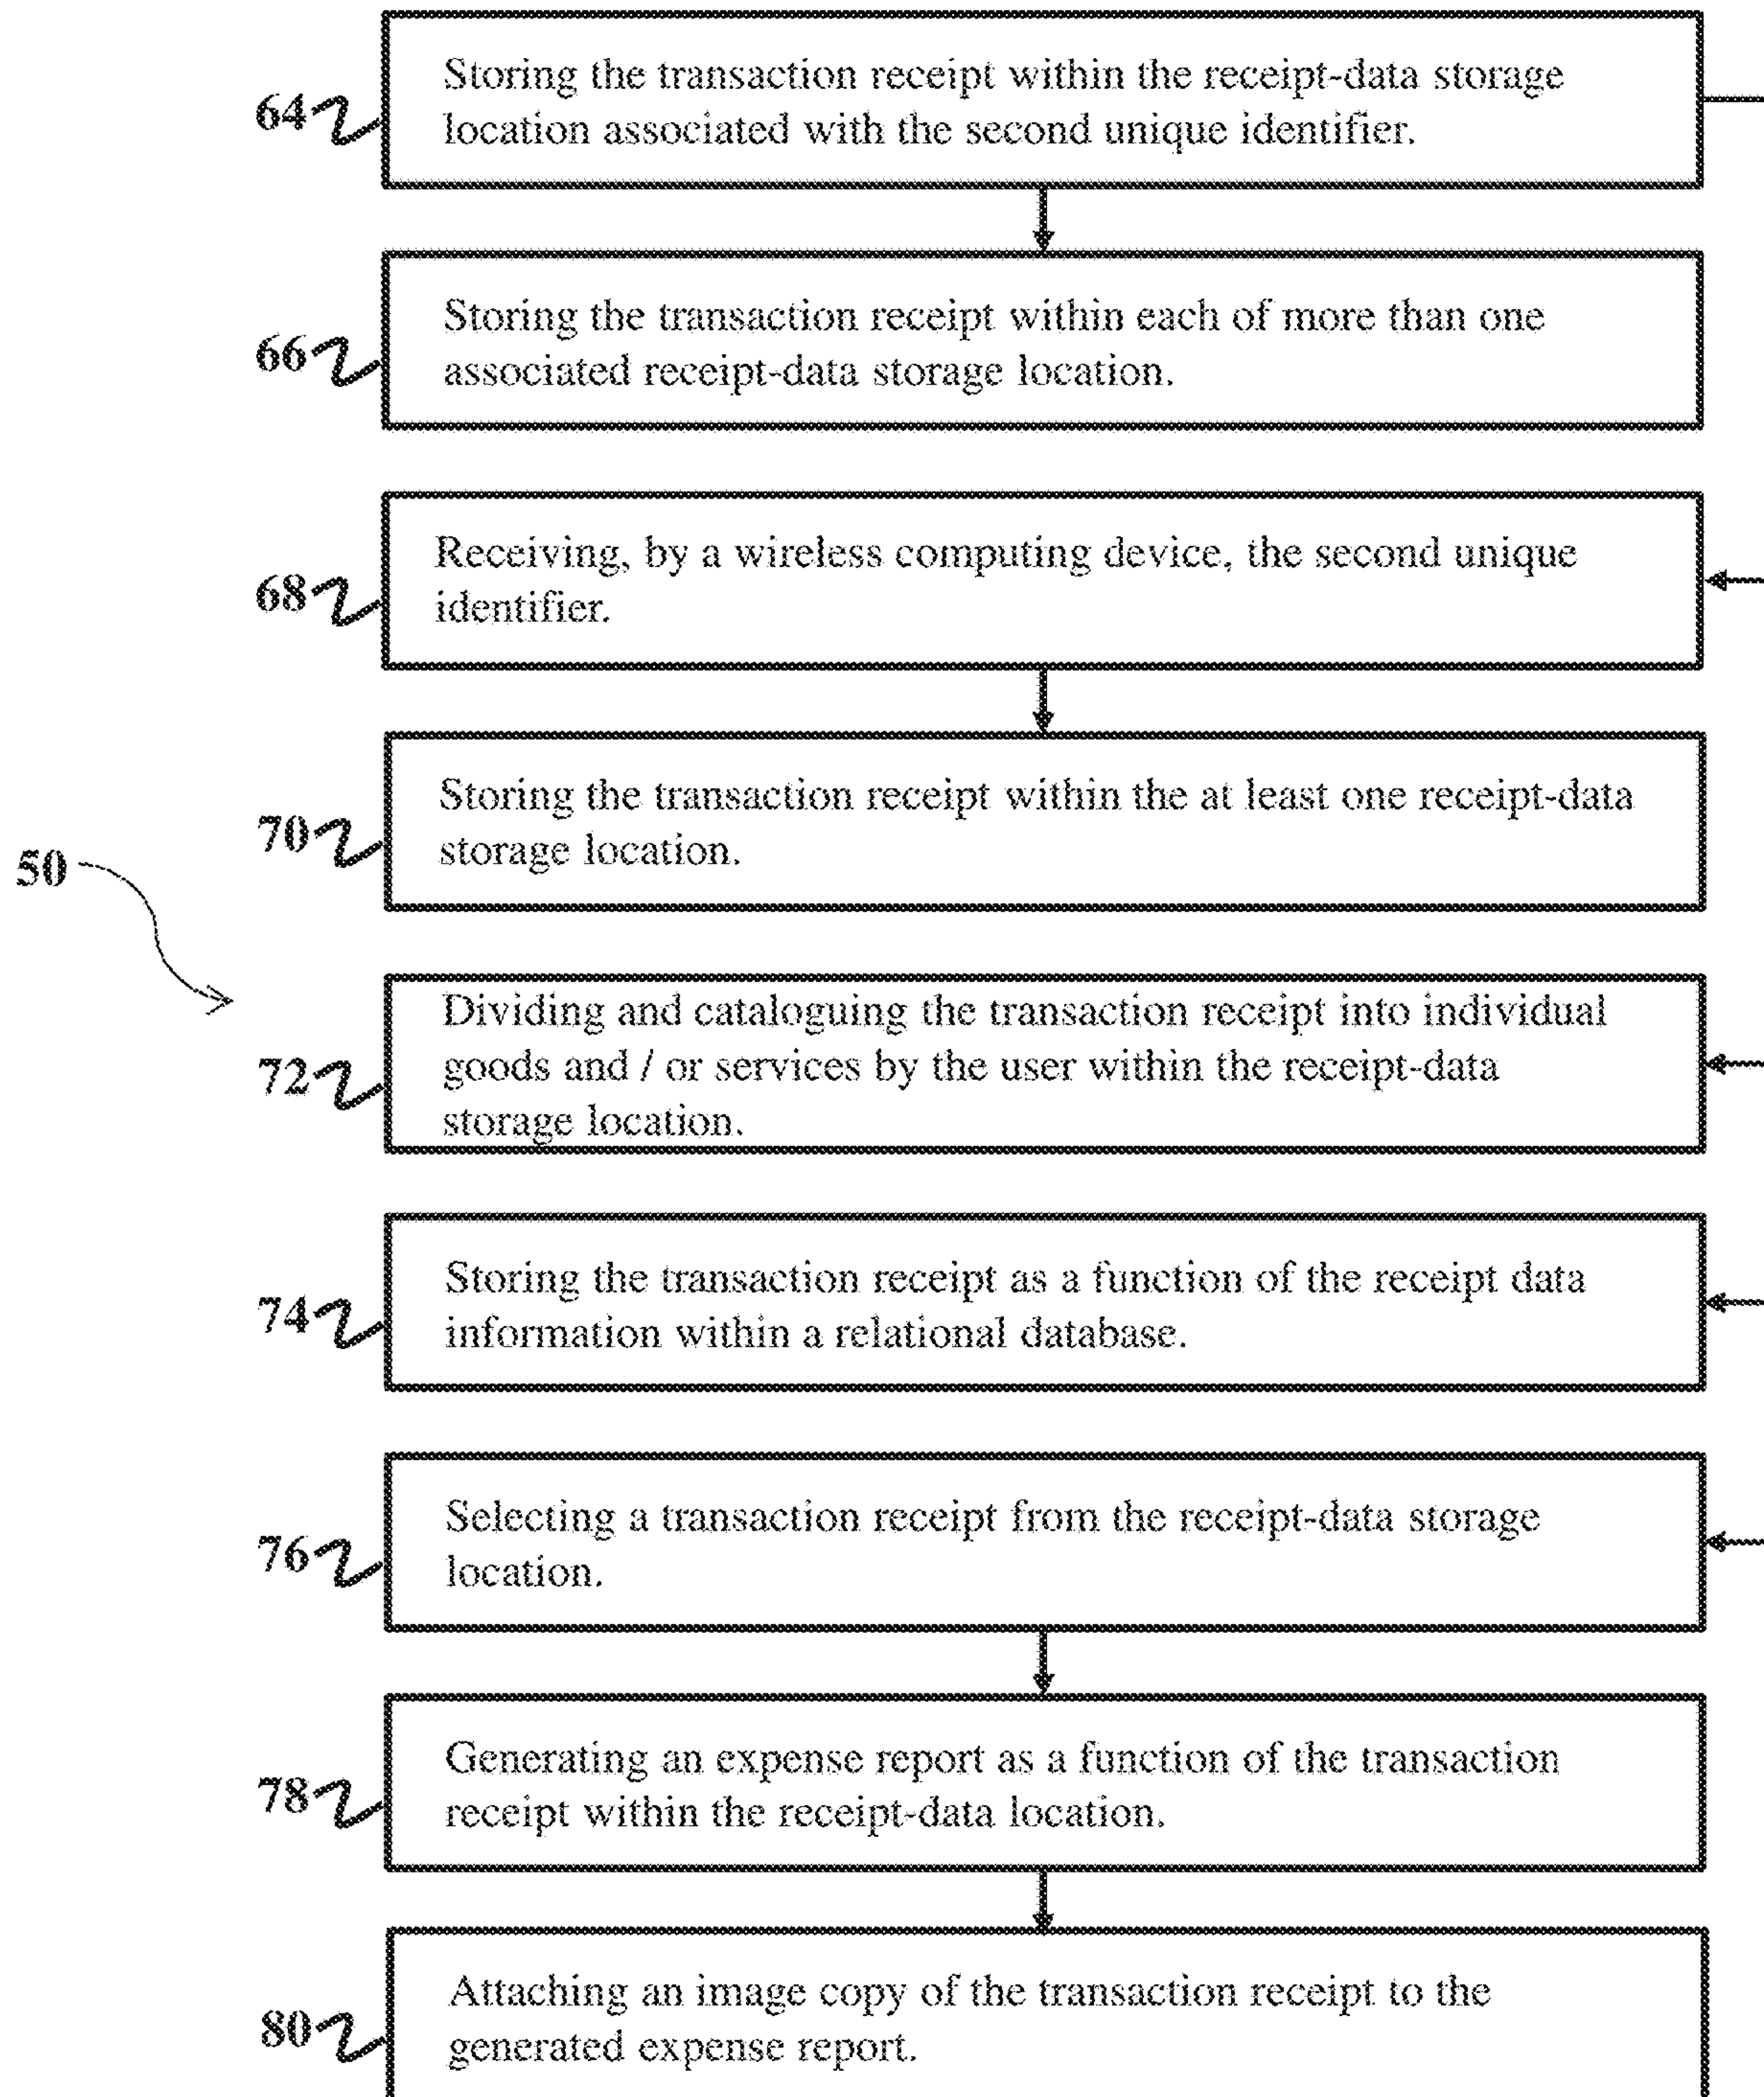 64
Storing the transaction receipt within the receipt-data storage
location associated with the second unique identifier.
66
Storing the transaction receipt within each of more than one
associated receipt-data storage location.
68
Receiving, by a wireless computing device, the second unique
identifier.
70
Storing the transaction receipt within the at least one receipt-data
storage location.
50
72
Dividing and cataloguing the transaction receipt into individual
goods and / or services by the user within the receipt-data
storage location.
74
Storing the transaction receipt as a function of the receipt data
information within a relational database.
76
Selecting a transaction receipt from the receipt-data storage
location.
78
Generating an expense report as a function of the transaction
receipt within the receipt-data location.
80
Attaching an image copy of the transaction receipt to the
generated expense report.